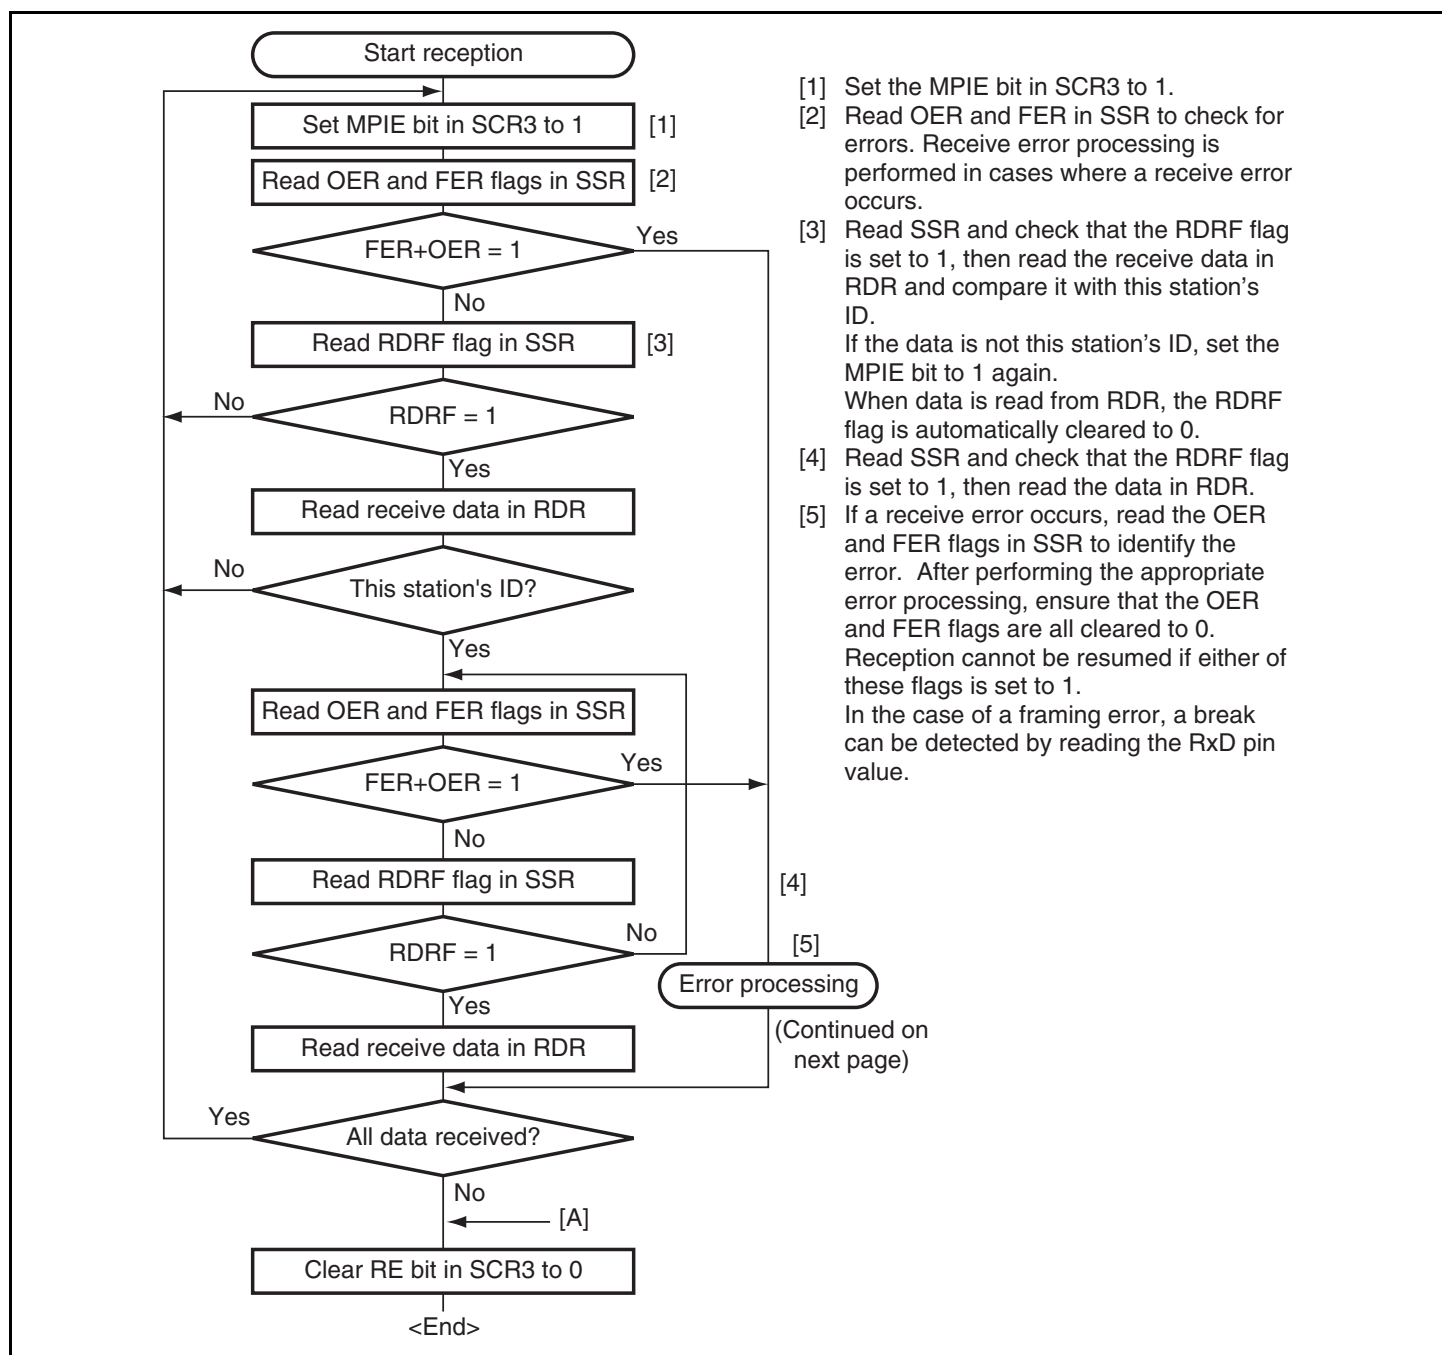 Start reception
Set MPIE bit in SCR3 to 1
[1]
Read OER and FER flags in SSR
[2]
FER+OER = 1
Yes
No
Read RDRF flag in SSR
[3]
No
RDRF = 1
Yes
Read receive data in RDR
No
This station's ID?
Yes
Read OER and FER flags in SSR
FER+OER = 1
Yes
No
Read RDRF flag in SSR
[4]
RDRF = 1
No
[5]
Error processing
Yes
(Continued on
next page)
Read receive data in RDR
Yes
All data received?
No
[A]
Clear RE bit in SCR3 to 0
<End>
[1] Set the MPIE bit in SCR3 to 1.
[2] Read OER and FER in SSR to check for
errors. Receive error processing is
performed in cases where a receive error
occurs.
[3] Read SSR and check that the RDRF flag
is set to 1, then read the receive data in
RDR and compare it with this station's
ID.
If the data is not this station's ID, set the
MPIE bit to 1 again.
When data is read from RDR, the RDRF
flag is automatically cleared to 0.
[4] Read SSR and check that the RDRF flag
is set to 1, then read the data in RDR.
[5] If a receive error occurs, read the OER
and FER flags in SSR to identify the
error. After performing the appropriate
error processing, ensure that the OER
and FER flags are all cleared to 0.
Reception cannot be resumed if either of
these flags is set to 1.
In the case of a framing error, a break
can be detected by reading the RxD pin
value.